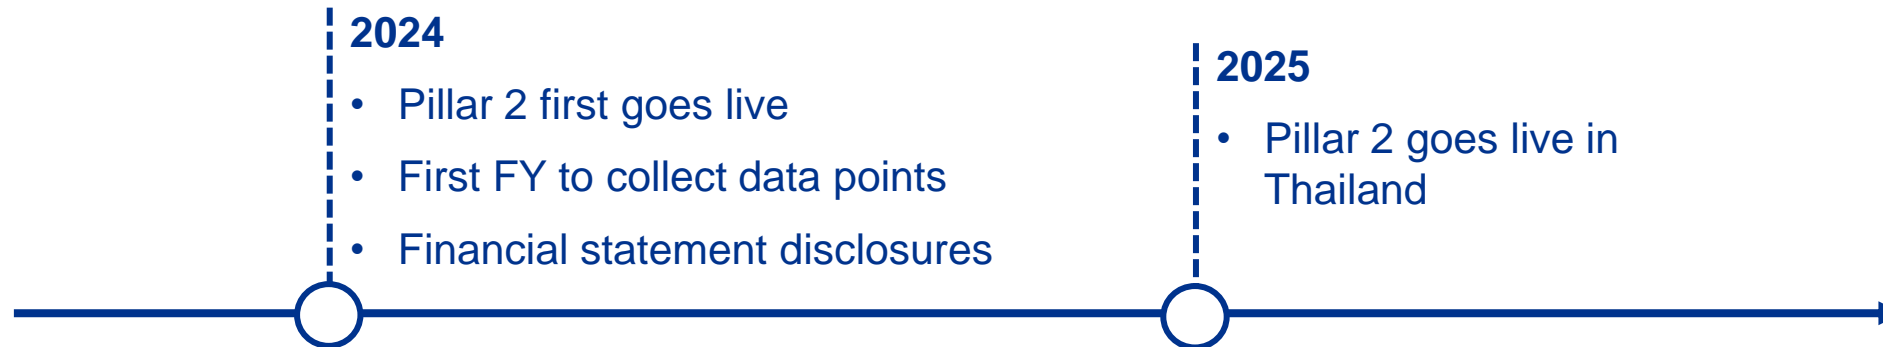 2024
• Pillar 2 first goes live
• First FY to collect data points
• Financial statement disclosures
2025
• Pillar 2 goes live in
Thailand